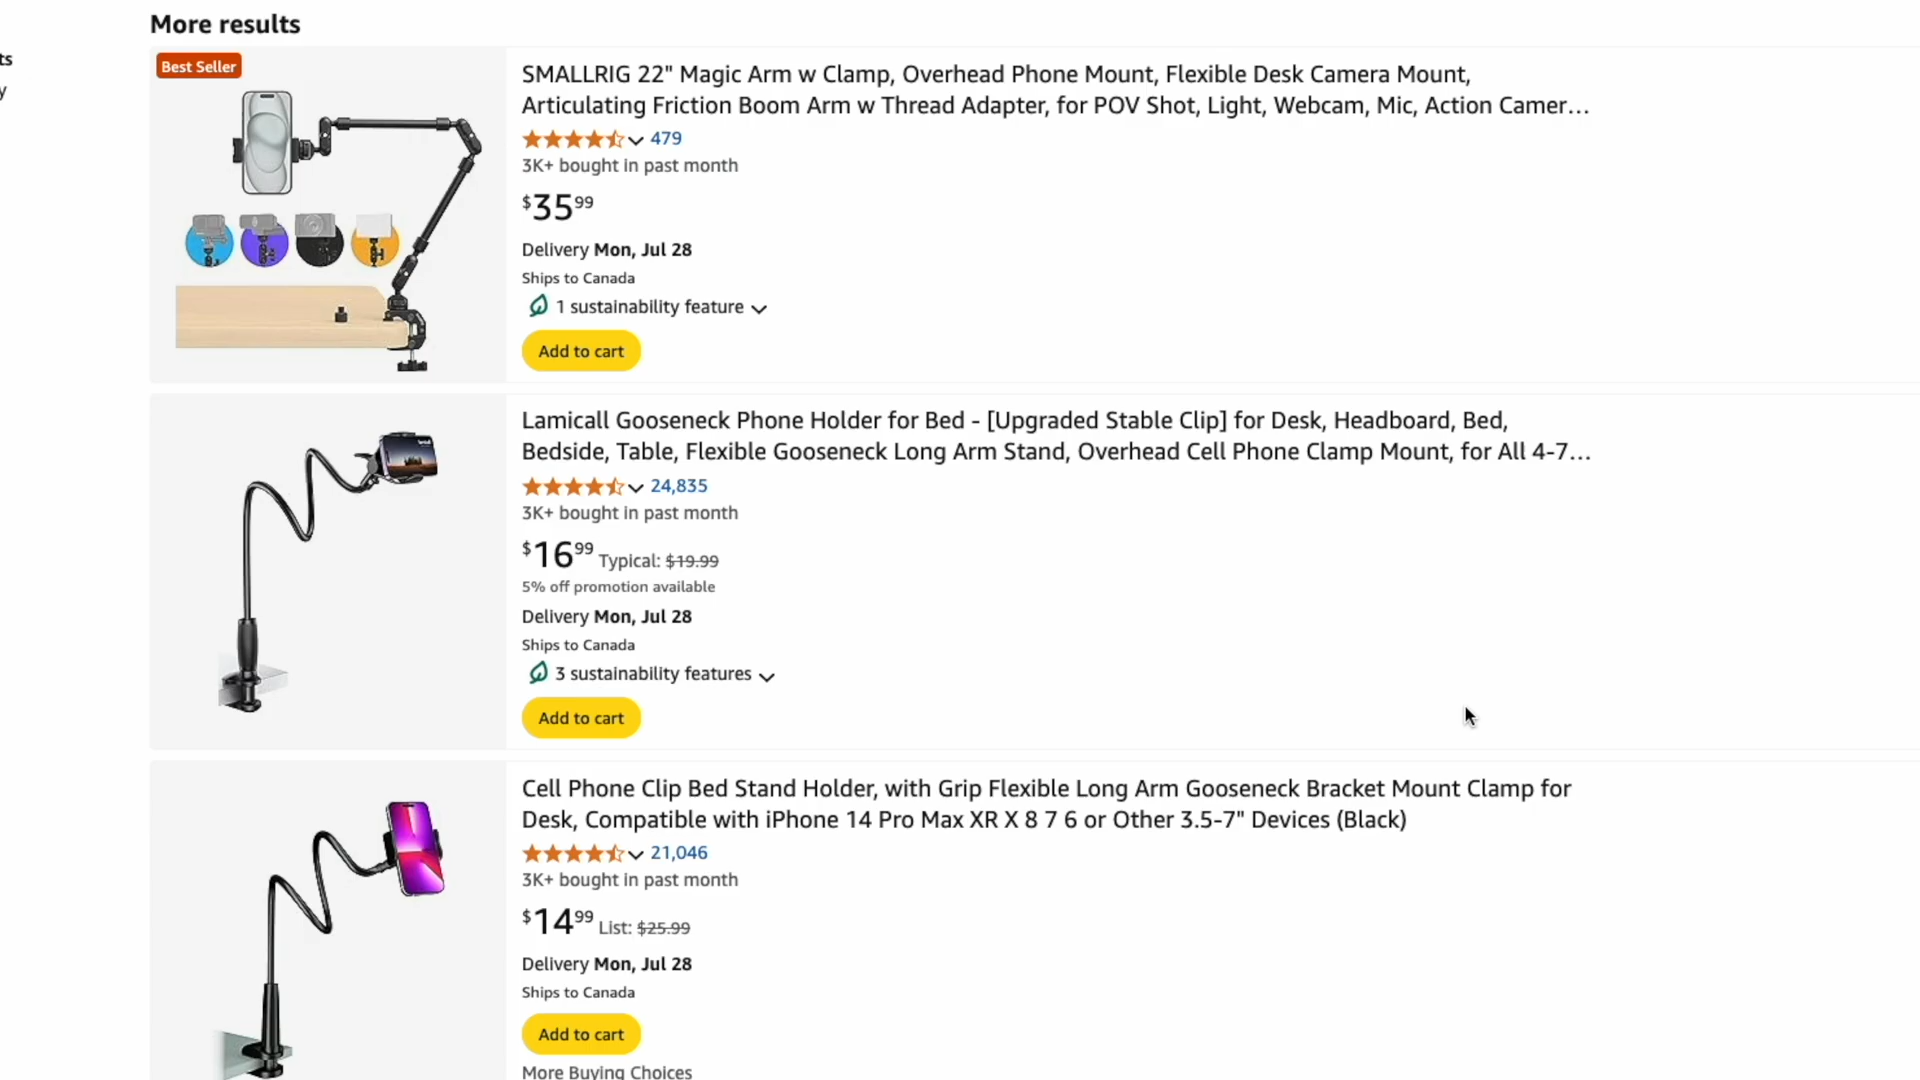 More results
ts
y
Best Seller
SMALLRIG 22" Magic Arm w Clamp, Overhead Phone Mount, Flexible Desk Camera Mount,
Articulating Friction Boom Arm w Thread Adapter, for POV Shot, Light, Webcam, Mic, Action Camer...
479
3K+ bought in past month
$35 99
Delivery Mon, Jul 28
Ships to Canada
1 sustainability feature
Add to cart
Lamicall Gooseneck Phone Holder for Bed - [Upgraded Stable Clip] for Desk, Headboard, Bed,
Bedside, Table, Flexible Gooseneck Long Arm Stand, Overhead Cell Phone Clamp Mount, for All 4-7...
24,835
3K+ bought in past month
$16 99 Typical: $19.99
5% off promotion available
Delivery Mon, Jul 28
Ships to Canada
3 sustainability features
Add to cart
Cell Phone Clip Bed Stand Holder, with Grip Flexible Long Arm Gooseneck Bracket Mount Clamp for
Desk, Compatible with iPhone 14 Pro Max XR X 8 7 6 or Other 3.5-7" Devices (Black)
21,046
3K+ bought in past month
$14 99 List: $25.99
Delivery Mon, Jul 28
Ships to Canada
Add to cart
More Buying Choices